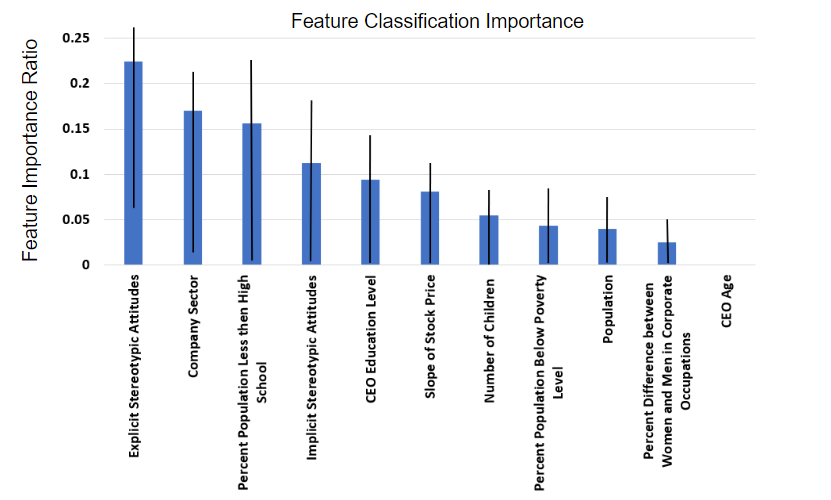 Feature Classification Importance
Feature Importance Ratio
0.25
0.2
0.15
0.1
0.05
0
Explicit Stereotypic Attitudes
Company Sector
Percent Population Less then High
School
Implicit Stereotypic Attitudes
CEO Education Level
Slope of Stock Price
Number of Children
Percent Population Below Poverty
Level
Population
Percent Difference between
Women and Men in Corporate
Occupations
CEO Age